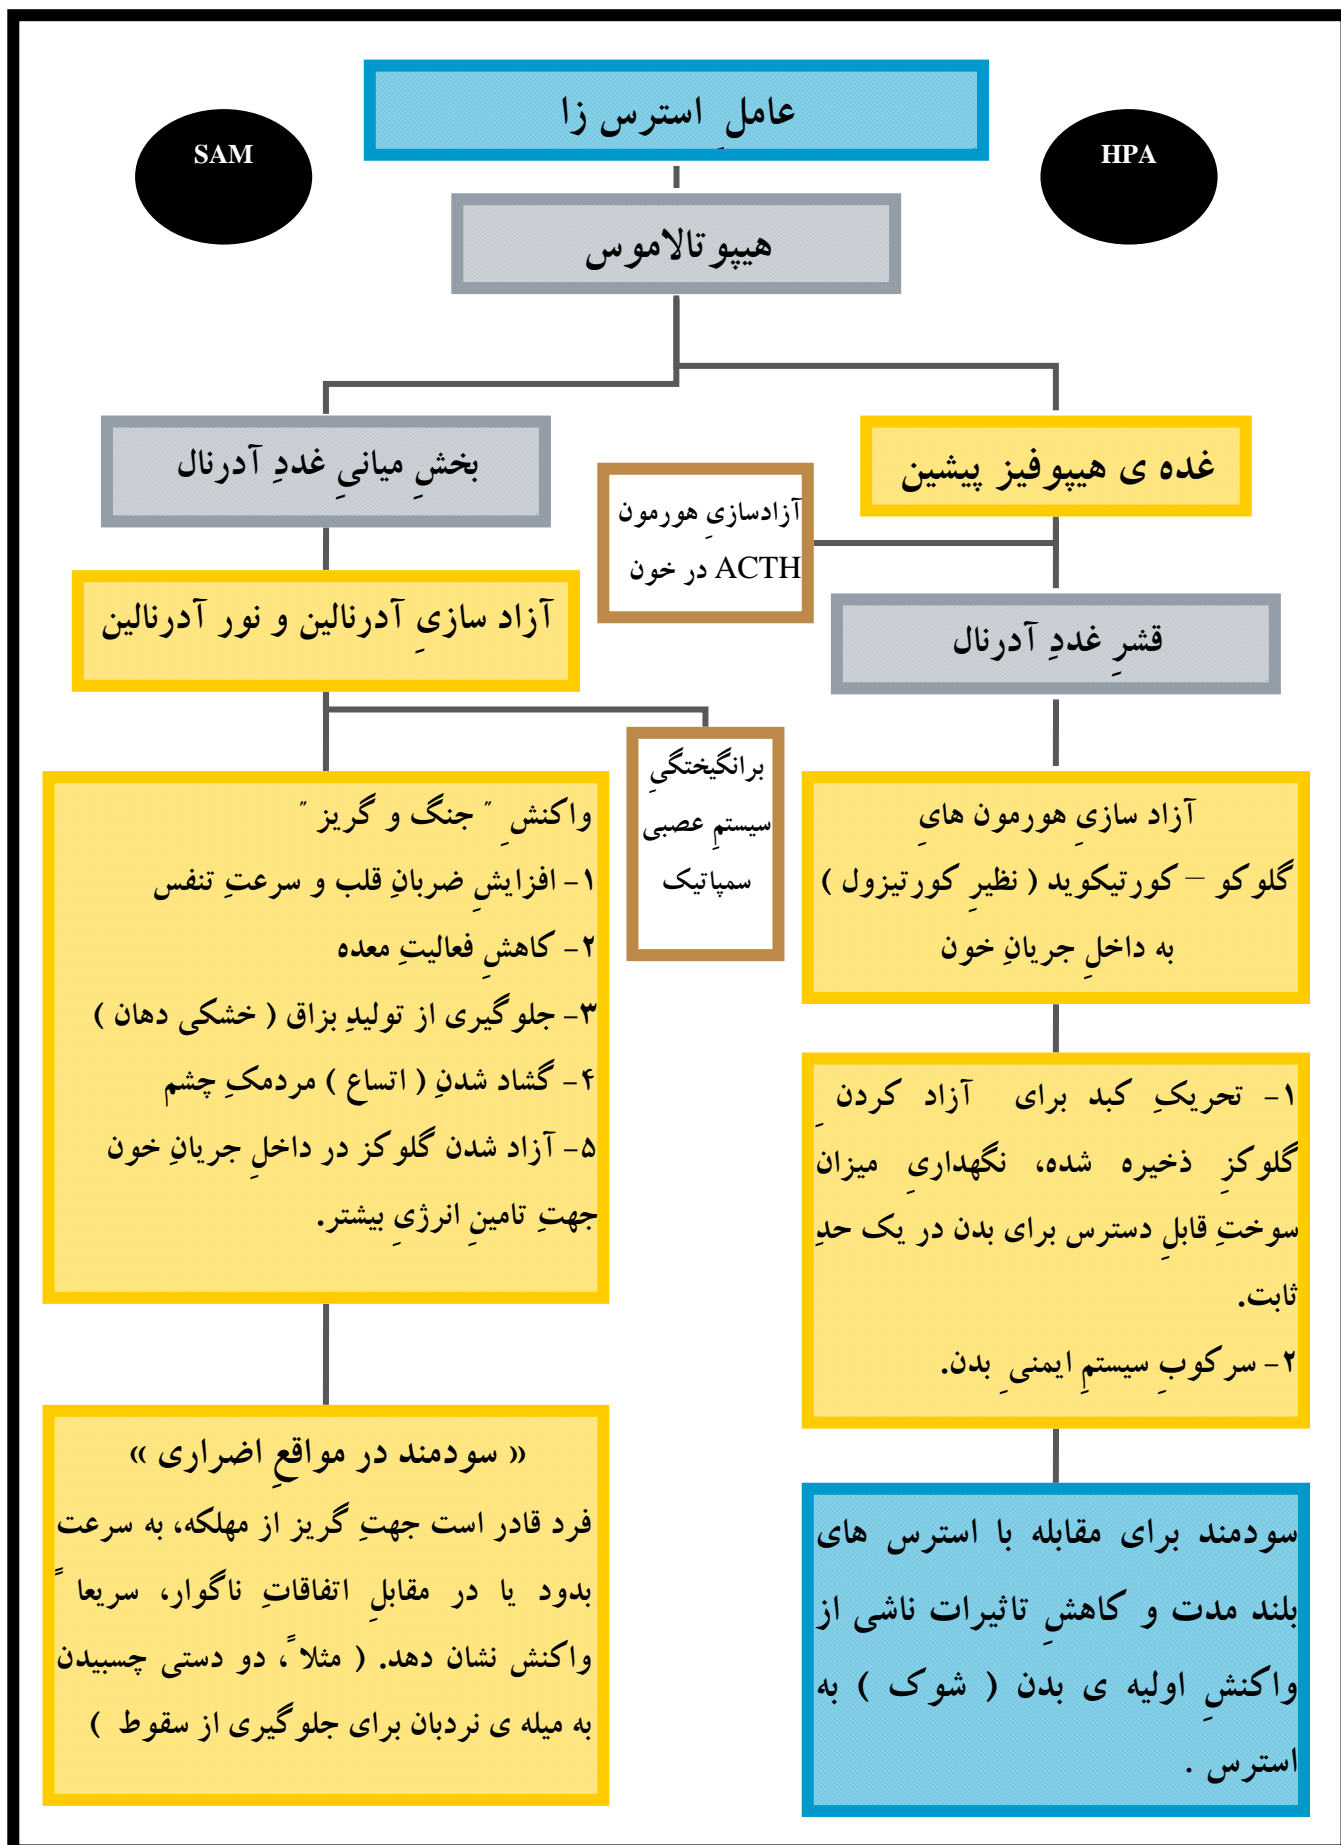 عاملِ استرس زا
HPA
SAM
هیپوتالاموس
غده ی هیپوفیز پیشین
آزادسازیِ هورمون
ACTH در خون
قشرِ غددِ آدرنال
آزاد سازیِ هورمون هایِ
گلوکو – کورتیکوید ( نظیرِ کورتیزول )
به داخلِ جریانِ خون
۱- تحریکِ کبد برای آزاد کردنِ
گلوکزِ ذخیره شده، نگهداریِ میزان
سوختِ قابلِ دسترس برای بدن در یک حدِ
ثابت.
۲- سرکوبِ سیستمِ ایمنیِ بدن.
سودمند برای مقابله با استرس های
بلند مدت و کاهشِ تاثیرات ناشی از
واکنشِ اولیه ی بدن ( شوک ) به
استرس .
بخشِ میانیِ غددِ آدرنال
آزاد سازیِ آدرنالین و نور آدرنالین
برانگیختگیِ
سیستمِ عصبی
سمپاتیک
واکنشِ " جنگ و گریز "
۱- افزایشِ ضربانِ قلب و سرعتِ تنفس
۲- کاهشِ فعالیتِ معده
۳- جلوگیری از تولیدِ بزاق ( خشکی دهان )
۴- گشاد شدنِ ( اتساع ) مردمکِ چشم
۵- آزاد شدن گلوکز در داخلِ جریانِ خون
جهتِ تامینِ انرژیِ بیشتر.
« سودمند در مواقعِ اضراری »
فرد قادر است جهتِ گریز از مهلکه، به سرعت
بدود یا در مقابلِ اتفاقاتِ ناگوار، سریعا ً
واکنش نشان دهد. ( مثلا ً، دو دستی چسبیدن
به میله ی نردبان برای جلوگیری از سقوط )